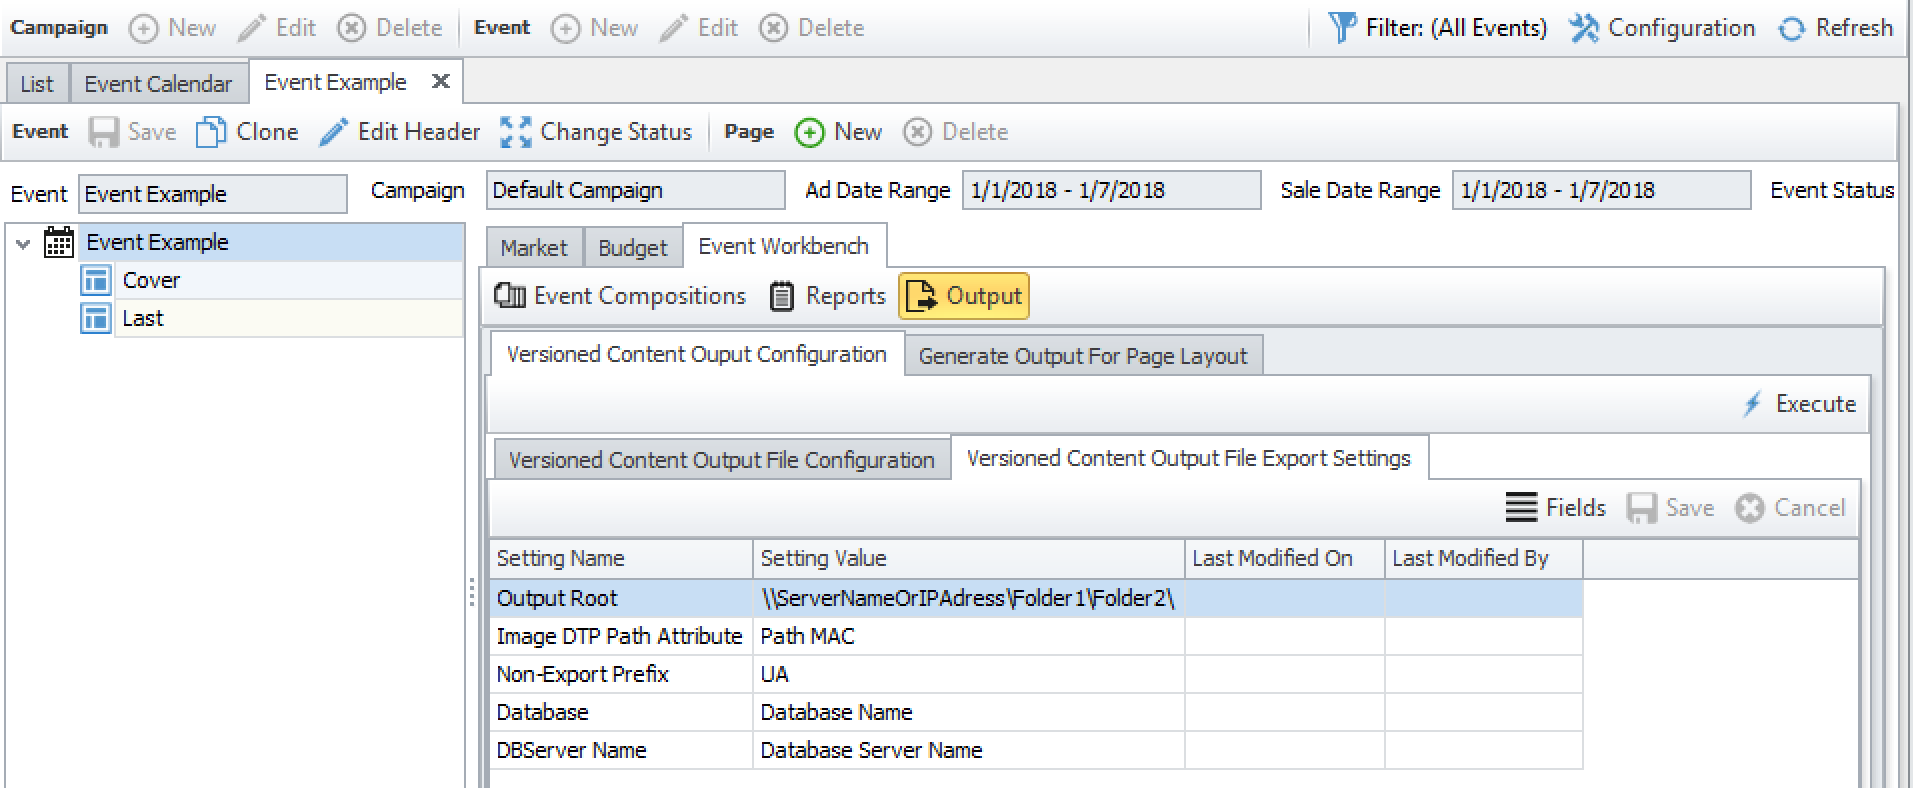 Campaign New Edit Delete Event New Edit Delete Filter: (All Events) Configuration Refresh
List Event Calendar Event Example
Event Save Clone Edit Header Change Status Page New Delete
Event Event Example Campaign Default Campaign Ad Date Range 1/1/2018 - 1/7/2018 Sale Date Range 1/1/2018 - 1/7/2018 Event Status
Event Example
Cover
Last
Market Budget Event Workbench
Event Compositions Reports Output
Versioned Content Ouput Configuration Generate Output For Page Layout
Execute
Versioned Content Output File Configuration Versioned Content Output File Export Settings
Fields Save Cancel
Setting Name Setting Value Last Modified On Last Modified By
Output Root \\ServerNameOrIPAdress\Folder1\Folder2\
Image DTP Path Attribute Path MAC
Non-Export Prefix UA
Database Database Name
DBServer Name Database Server Name